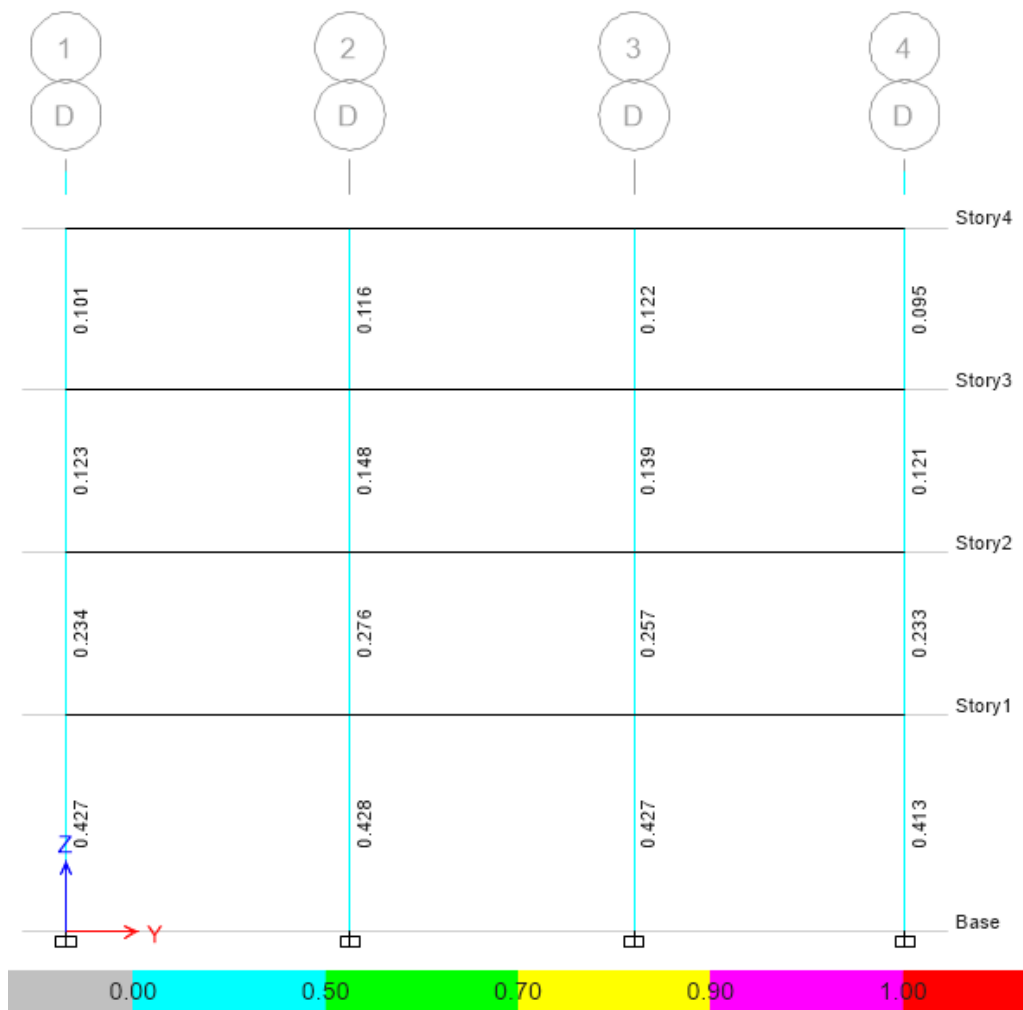 1 2 3 4
D D D D
Story4
0.101 0.116 0.122 0.095
Story3
0.123 0.148 0.139 0.121
Story2
0.234 0.276 0.257 0.233
Story1
0.427 0.428 0.427 0.413
Z
Base
Y
0.00 0.50 0.70 0.90 1.00